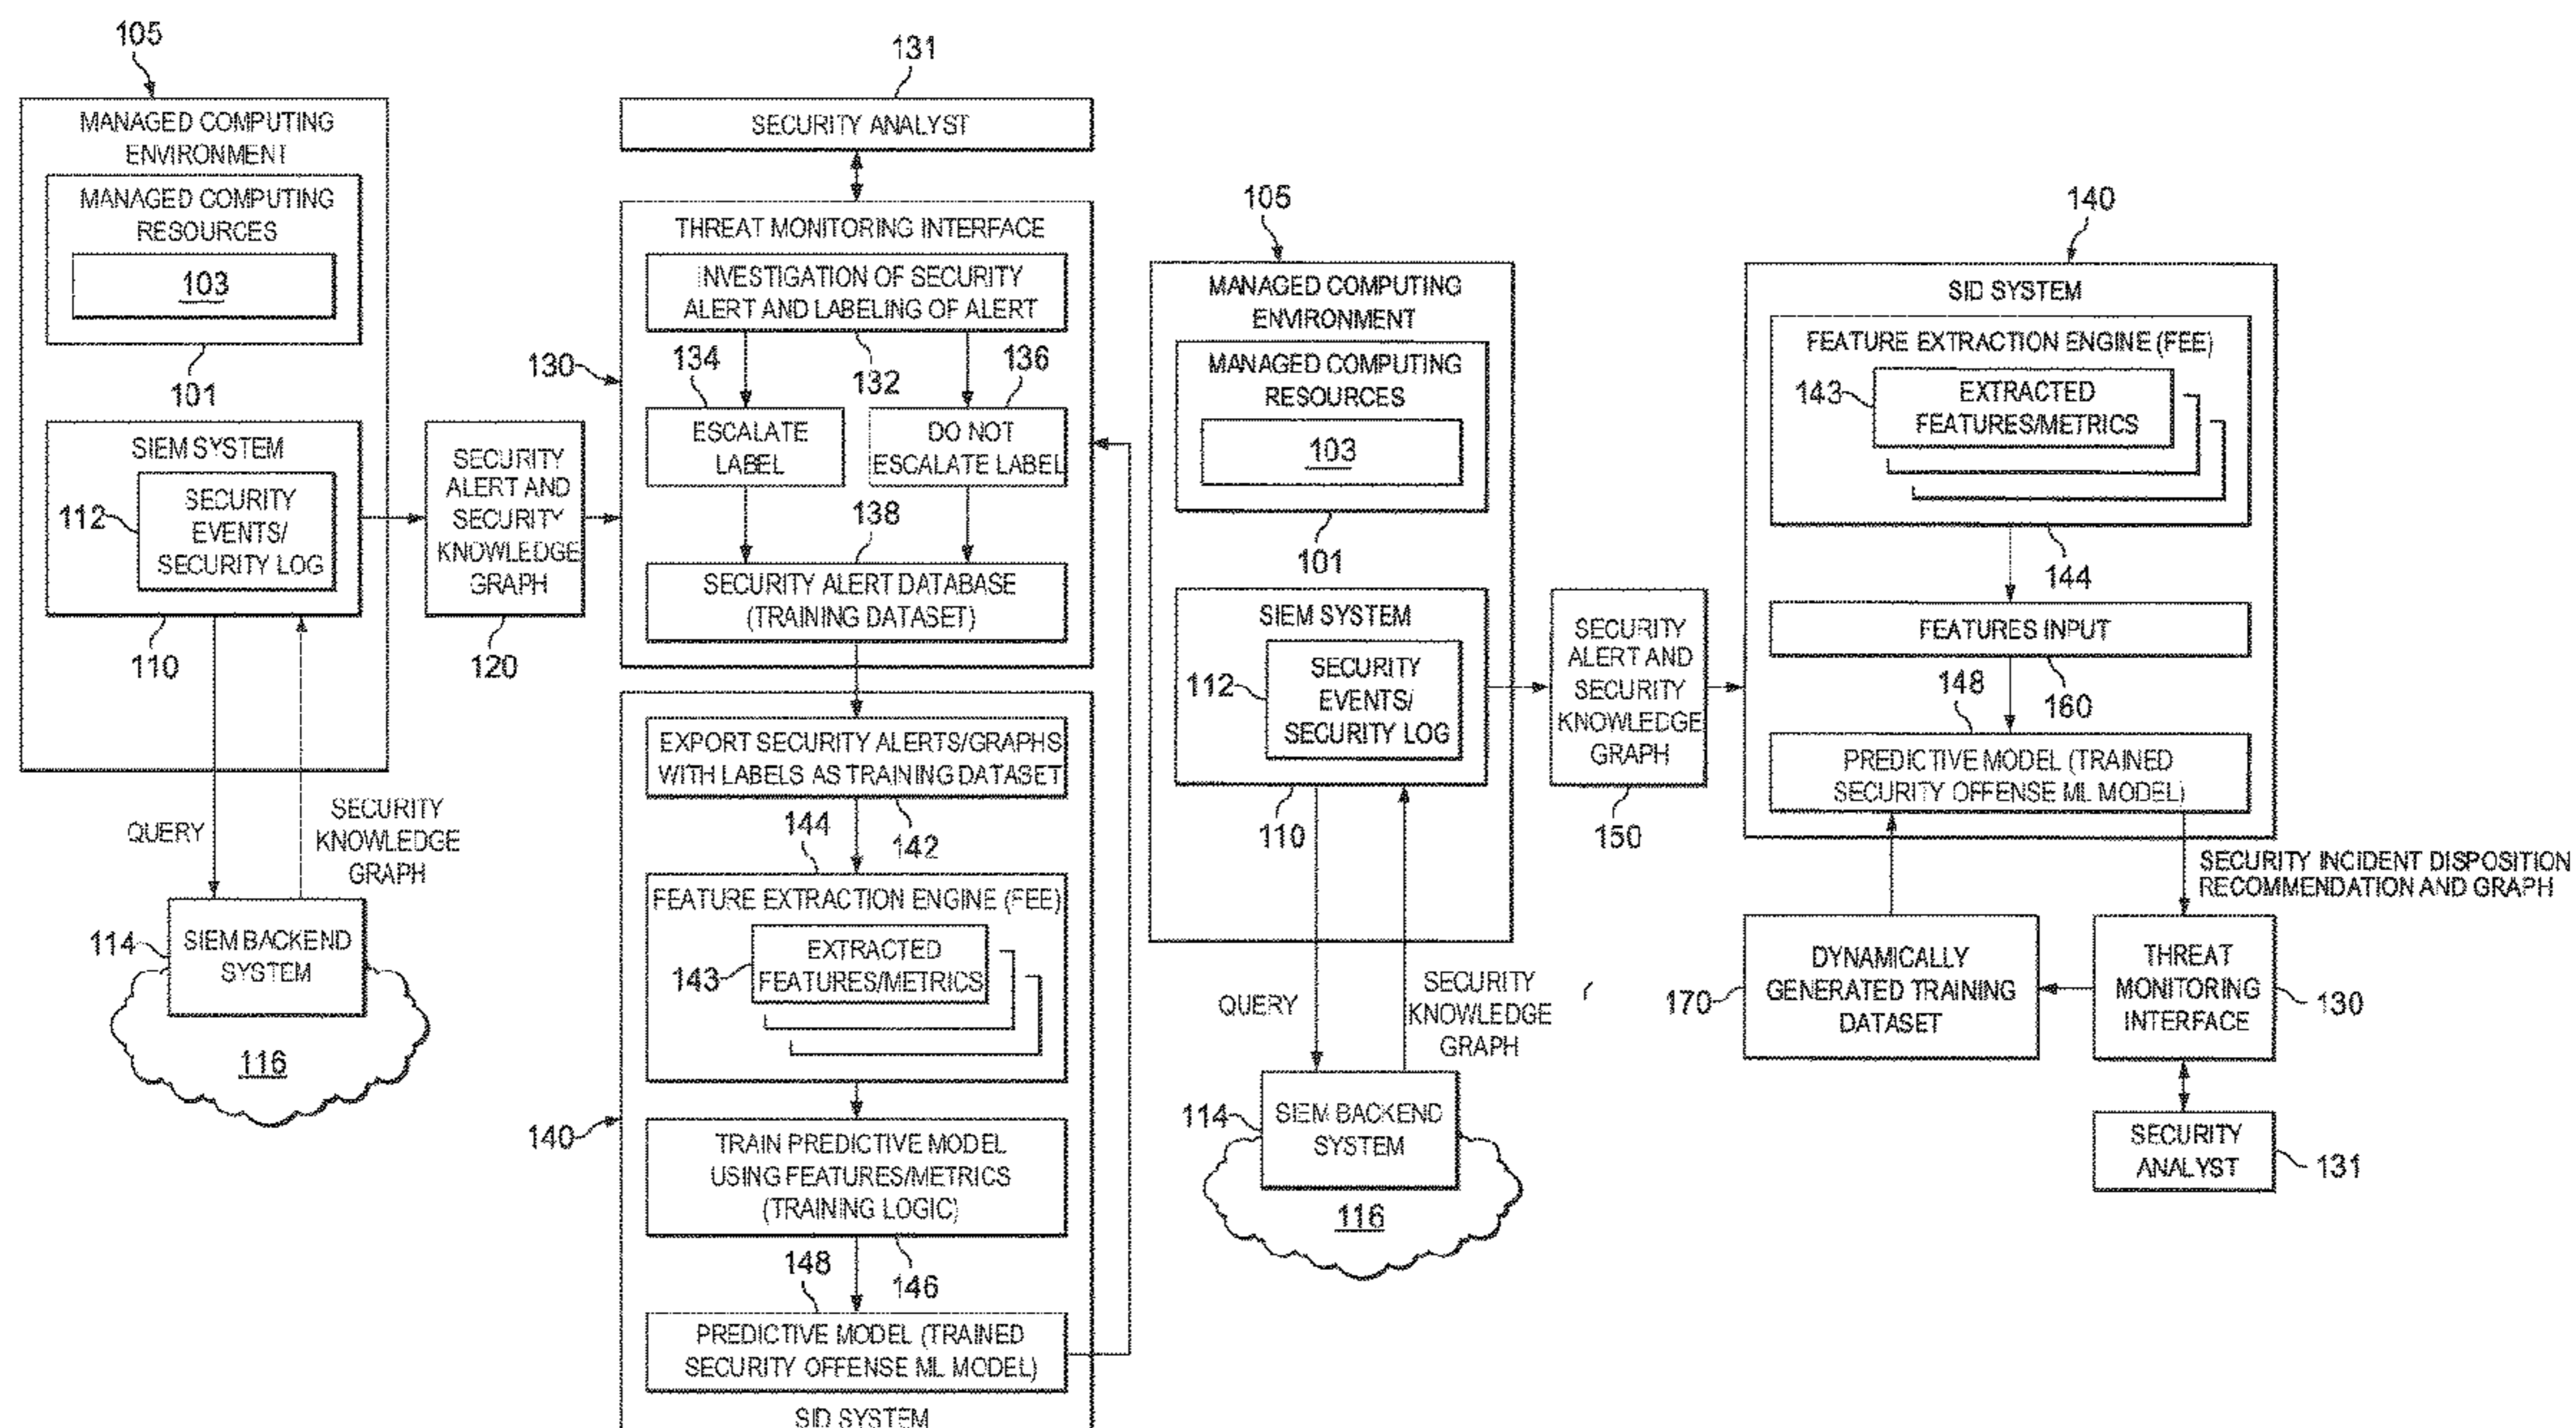 105
MANAGED COMPUTING
ENVIRONMENT
MANAGED COMPUTING
RESOURCES
103
101
SIEM SYSTEM
112
SECURITY
EVENTS/
SECURITY LOG
110
QUERY
SECURITY
KNOWLEDGE
GRAPH
114
SIEM BACKEND
SYSTEM
116
SECURITY
ALERT AND
SECURITY
KNOWLEDGE
GRAPH
120
131
SECURITY ANALYST
THREAT MONITORING INTERFACE
INVESTIGATION OF SECURITY
ALERT AND LABELING OF ALERT
130
134
132
136
ESCALATE
LABEL
DO NOT
ESCALATE LABEL
138
SECURITY ALERT DATABASE
(TRAINING DATASET)
EXPORT SECURITY ALERTS/GRAPHS
WITH LABELS AS TRAINING DATASET
144
142
FEATURE EXTRACTION ENGINE (FEE)
143
EXTRACTED
FEATURES/METRICS
140
TRAIN PREDICTIVE MODEL
USING FEATURES/METRICS
(TRAINING LOGIC)
148
146
PREDICTIVE MODEL (TRAINED
SECURITY OFFENSE ML MODEL)
SID SYSTEM
105
MANAGED COMPUTING
ENVIRONMENT
MANAGED COMPUTING
RESOURCES
103
101
SIEM SYSTEM
112
SECURITY
EVENTS/
SECURITY LOG
110
QUERY
SECURITY
KNOWLEDGE
GRAPH
114
SIEM BACKEND
SYSTEM
116
SECURITY
ALERT AND
SECURITY
KNOWLEDGE
GRAPH
150
140
SID SYSTEM
FEATURE EXTRACTION ENGINE (FEE)
143
EXTRACTED
FEATURES/METRICS
144
FEATURES INPUT
148
160
PREDICTIVE MODEL (TRAINED
SECURITY OFFENSE ML MODEL)
SECURITY INCIDENT DISPOSITION
RECOMMENDATION AND GRAPH
170
DYNAMICALLY
GENERATED TRAINING
DATASET
THREAT
MONITORING
INTERFACE
130
SECURITY
ANALYST
131